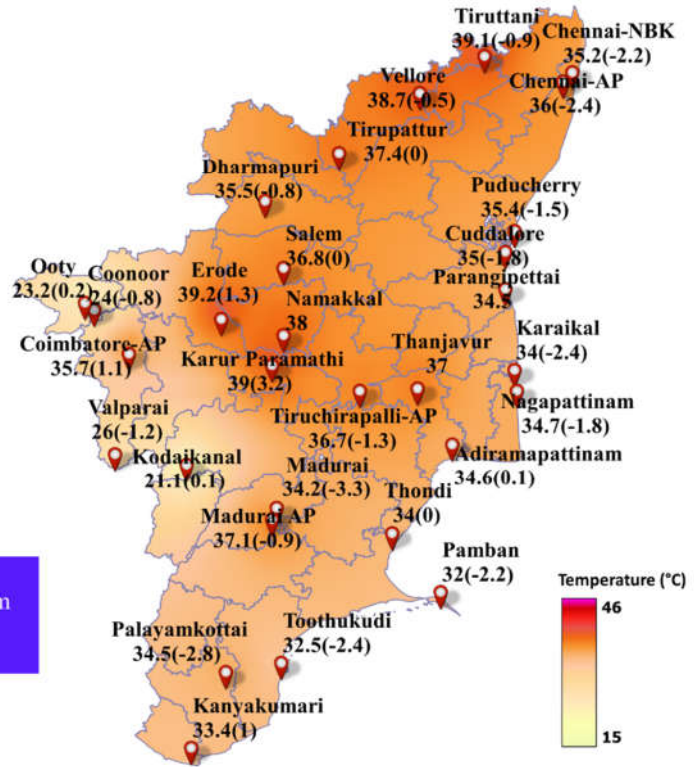 Tiruttani
39.1(-0.9)
Chennai-NBK
35.2(-2.2)
Vellore
38.7(-0.5)
Chennai-AP
36(-2.4)
Tirupattur
37.4(0)
Dharmapuri
35.5(-0.8)
Puducherry
35.4(-1.5)
Salem
36.8(0)
Cuddalore
35(-1.8)
Ooty
23.2(0.2)
Coonoor
24(-0.8)
Erode
39.2(1.3)
Parangipettai
34.5
Namakkal
38
Coimbatore-AP
35.7(1.1)
Karur Paramathi
39(3.2)
Thanjavur
37
Karaikal
34(-2.4)
Valparai
26(-1.2)
Tiruchirapalli-AP
36.7(-1.3)
Nagapattinam
34.7(-1.8)
Kodaikanal
21.1(0.1)
Madurai
34.2(-3.3)
Adiramapattinam
34.6(0.1)
Thondi
34(0)
Madurai AP
37.1(-0.9)
Pamban
32(-2.2)
Temperature (°C)
46
15
Palayamkottai
34.5(-2.8)
Toothukudi
32.5(-2.4)
Kanyakumari
33.4(1)